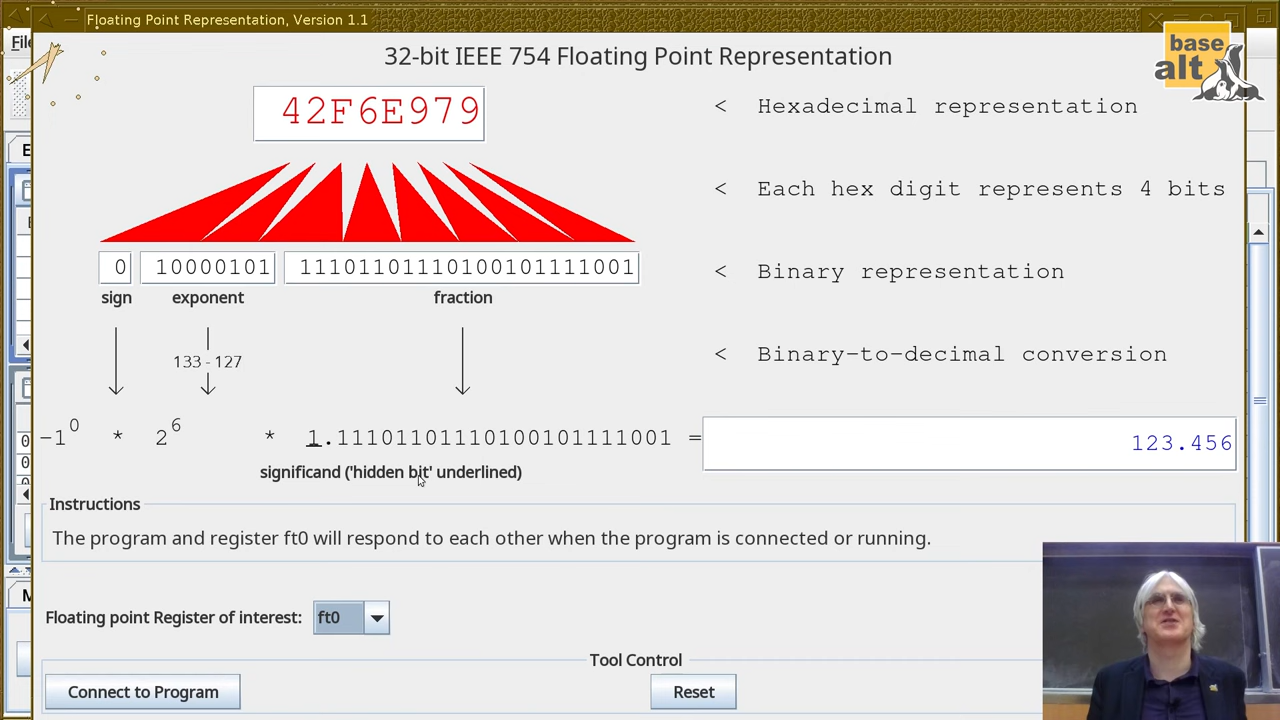 Floating Point Representation, Version 1.1
File
32-bit IEEE 754 Floating Point Representation
base
alt
42F6E979
< Hexadecimal representation
< Each hex digit represents 4 bits
0 10000101 11101101110100101111001
< Binary representation
sign exponent fraction
133 - 127
< Binary-to-decimal conversion
-1^0 * 2^6 * 1.11101101110100101111001 = 123.456
significand ('hidden bit' underlined)
Instructions
The program and register ft0 will respond to each other when the program is connected or running.
Floating point Register of interest: ft0
Tool Control
Connect to Program Reset